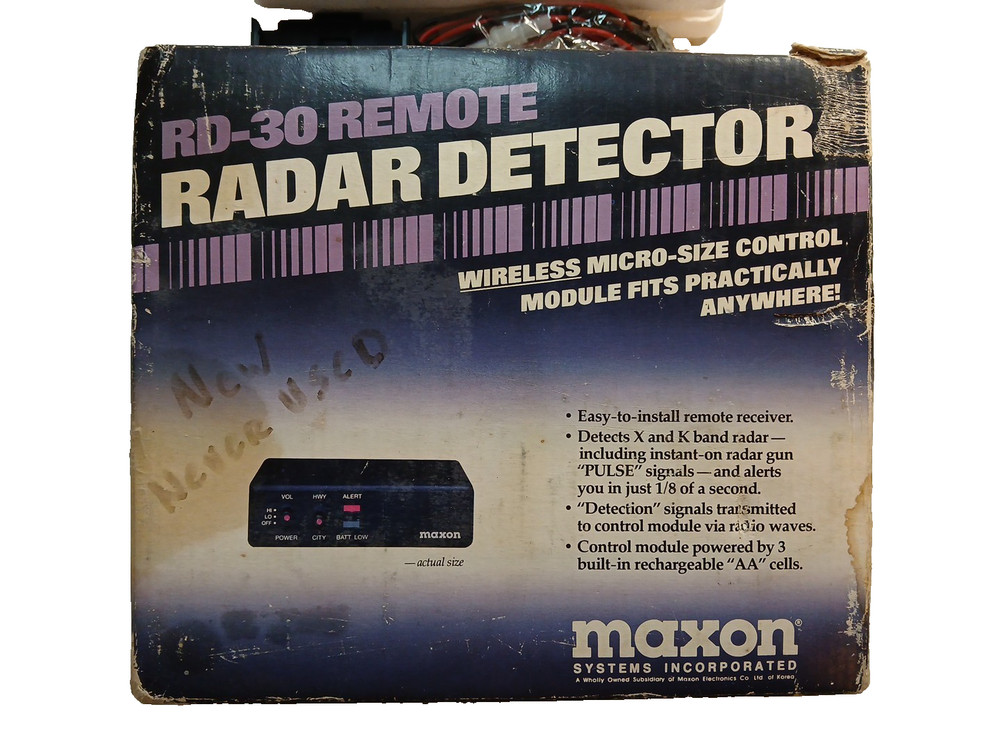 RD-30 REMOTE
RADAR DETECTOR
WIRELESS MICRO-SIZE CONTROL
MODULE FITS PRACTICALLY
ANYWHERE!
New
Never USED
• Easy-to-install remote receiver.
• Detects X and K band radar—
including instant-on radar gun
“PULSE” signals—and alerts
you in just 1/8 of a second.
• “Detection” signals transmitted
to control module via radio waves.
• Control module powered by 3
built-in rechargeable “AA” cells.
VOL HWY ALERT
HI
LO
OFF
POWER CITY BATT LOW
maxon
—actual size
maxon®
SYSTEMS INCORPORATED
A Wholly Owned Subsidiary of Maxon Electronics Co Ltd of Korea